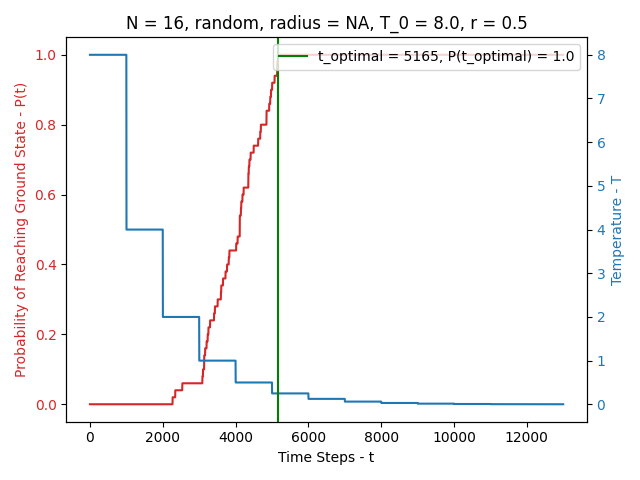 N = 16, random, radius = NA, T_0 = 8.0, r = 0.5
t_optimal = 5165, P(t_optimal) = 1.0
Probability of Reaching Ground State - P(t)
1.0
0.8
0.6
0.4
0.2
0.0
8
7
6
5
4
3
2
1
0
Temperature - T
0 2000 4000 6000 8000 10000 12000
Time Steps - t